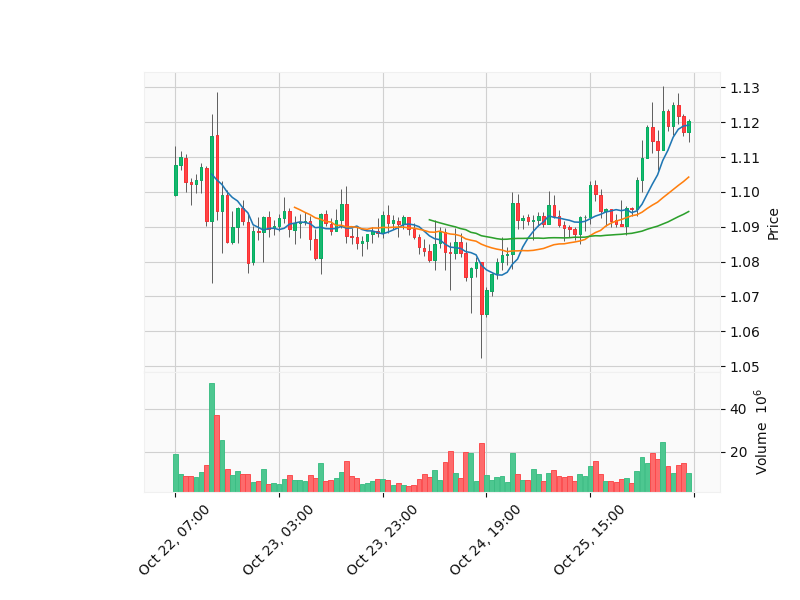 1.13
1.12
1.11
1.10
1.09
1.08
1.07
1.06
1.05
Price
40
20
Volume 10⁶
Oct 22, 07:00
Oct 23, 03:00
Oct 23, 23:00
Oct 24, 19:00
Oct 25, 15:00